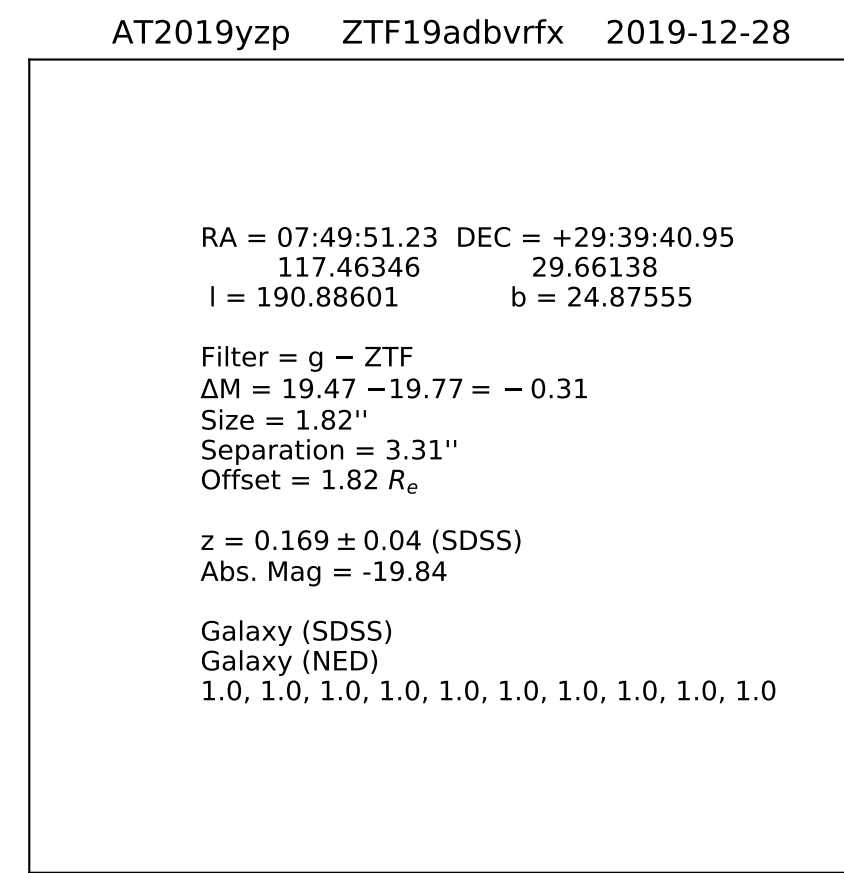 AT2019yzp ZTF19adbvrfx 2019-12-28
RA = 07:49:51.23 DEC = +29:39:40.95
117.46346 29.66138
l = 190.88601 b = 24.87555
Filter = g − ZTF
ΔM = 19.47 −19.77 = − 0.31
Size = 1.82''
Separation = 3.31''
Offset = 1.82 Rₑ
z = 0.169 ± 0.04 (SDSS)
Abs. Mag = -19.84
Galaxy (SDSS)
Galaxy (NED)
1.0, 1.0, 1.0, 1.0, 1.0, 1.0, 1.0, 1.0, 1.0, 1.0